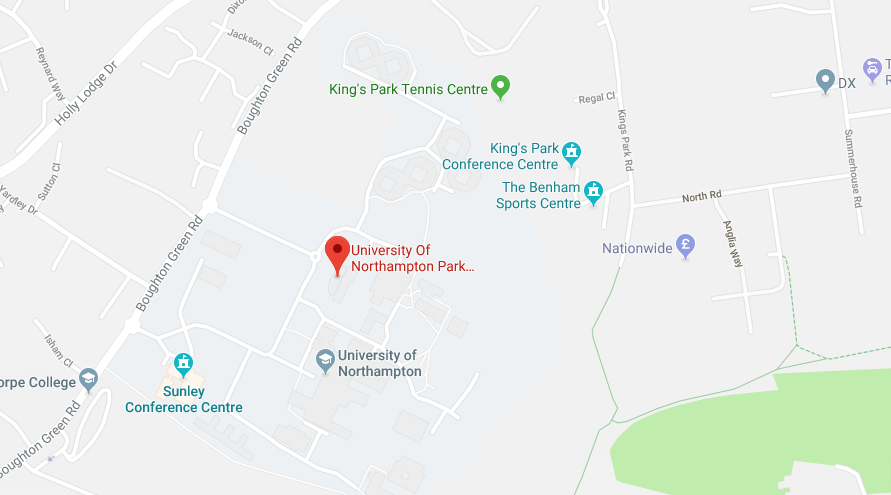 Dixo
Jackson Cl
Reynard Way
Holly Lodge Dr
Boughton Green Rd
King's Park Tennis Centre
Regal Cl
DX
T
R
Kings Park Rd
Summerhouse Rd
King's Park
Conference Centre
The Benham
Sports Centre
North Rd
Sutton Cl
Yardley Dr
Boughton Green Rd
University Of
Northampton Park...
Nationwide
£
Anglia Way
Isham Cl
University of
Northampton
orpe College
Sunley
Conference Centre
Boughton Green Rd